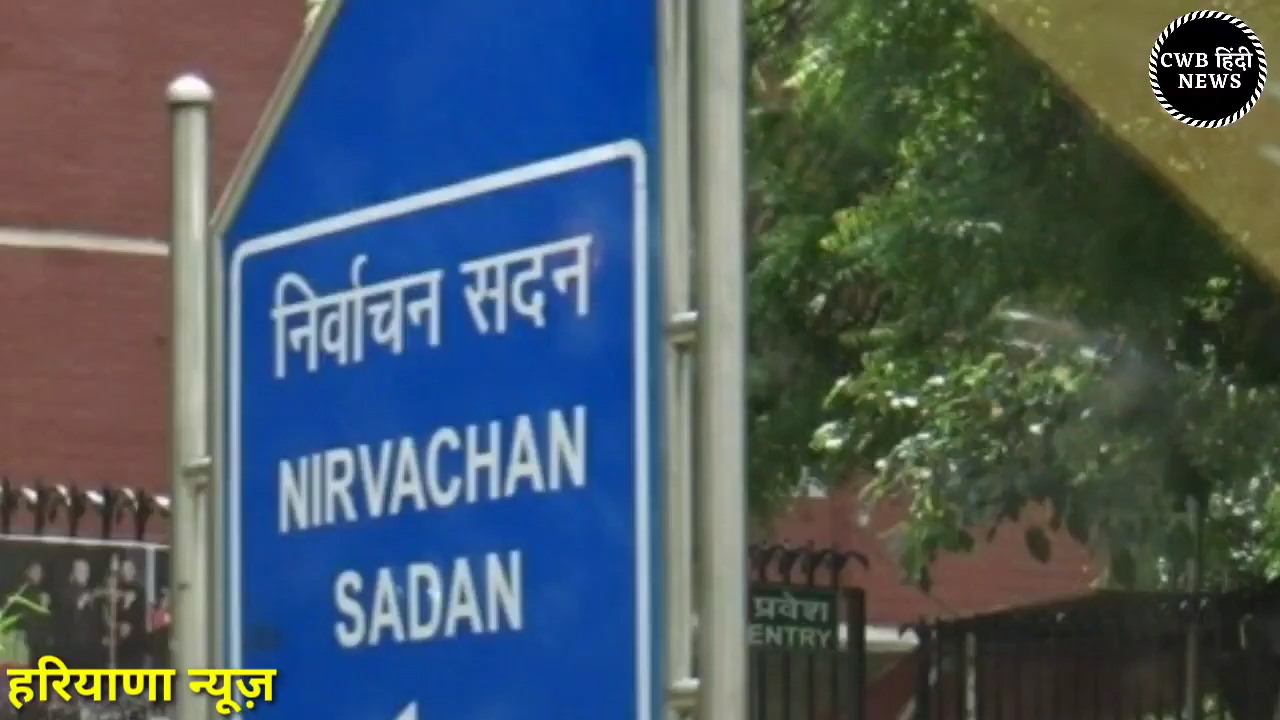 CWB हिंदी
NEWS
निर्वाचन सदन
NIRVACHAN
SADAN
प्रवेश
ENTRY
हरियाणा न्यूज़